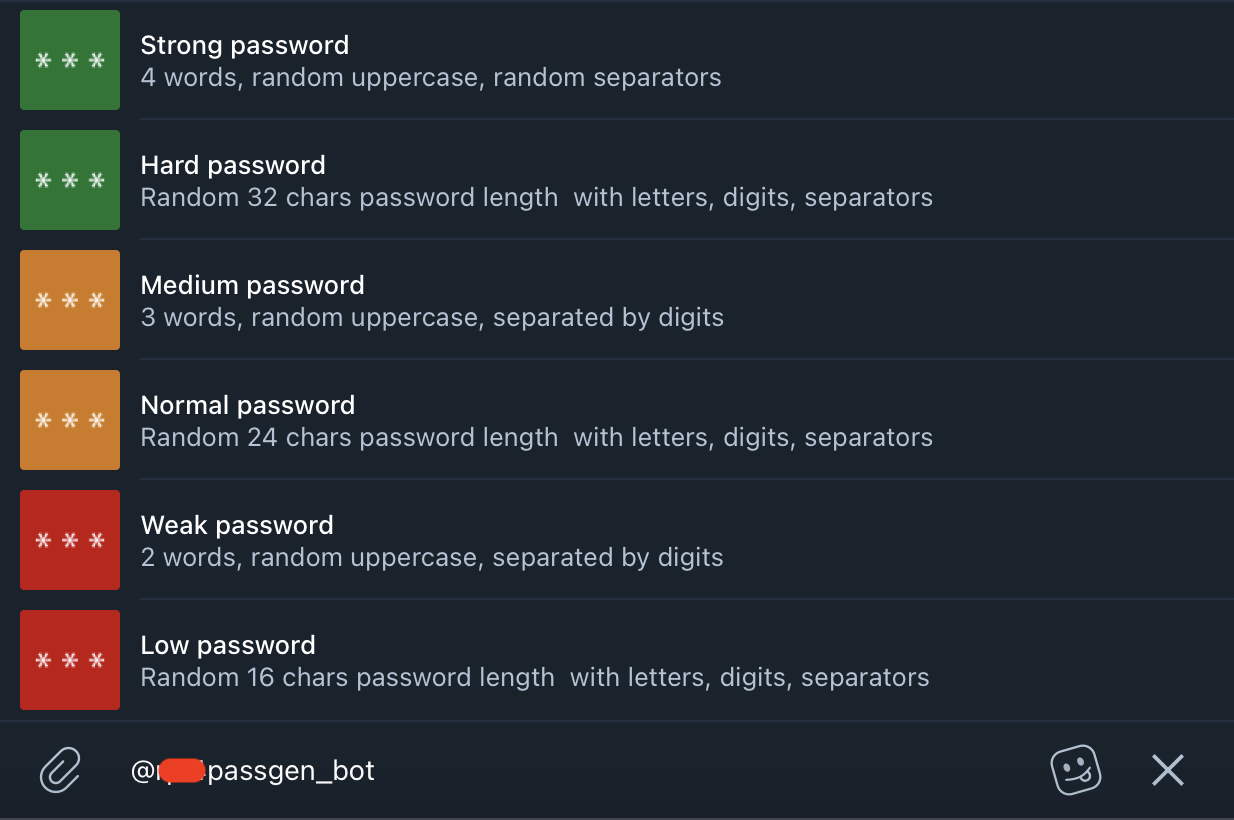 Strong password
4 words, random uppercase, random separators
Hard password
Random 32 chars password length  with letters, digits, separators
Medium password
3 words, random uppercase, separated by digits
Normal password
Random 24 chars password length  with letters, digits, separators
Weak password
2 words, random uppercase, separated by digits
Low password
Random 16 chars password length  with letters, digits, separators
passgen_bot